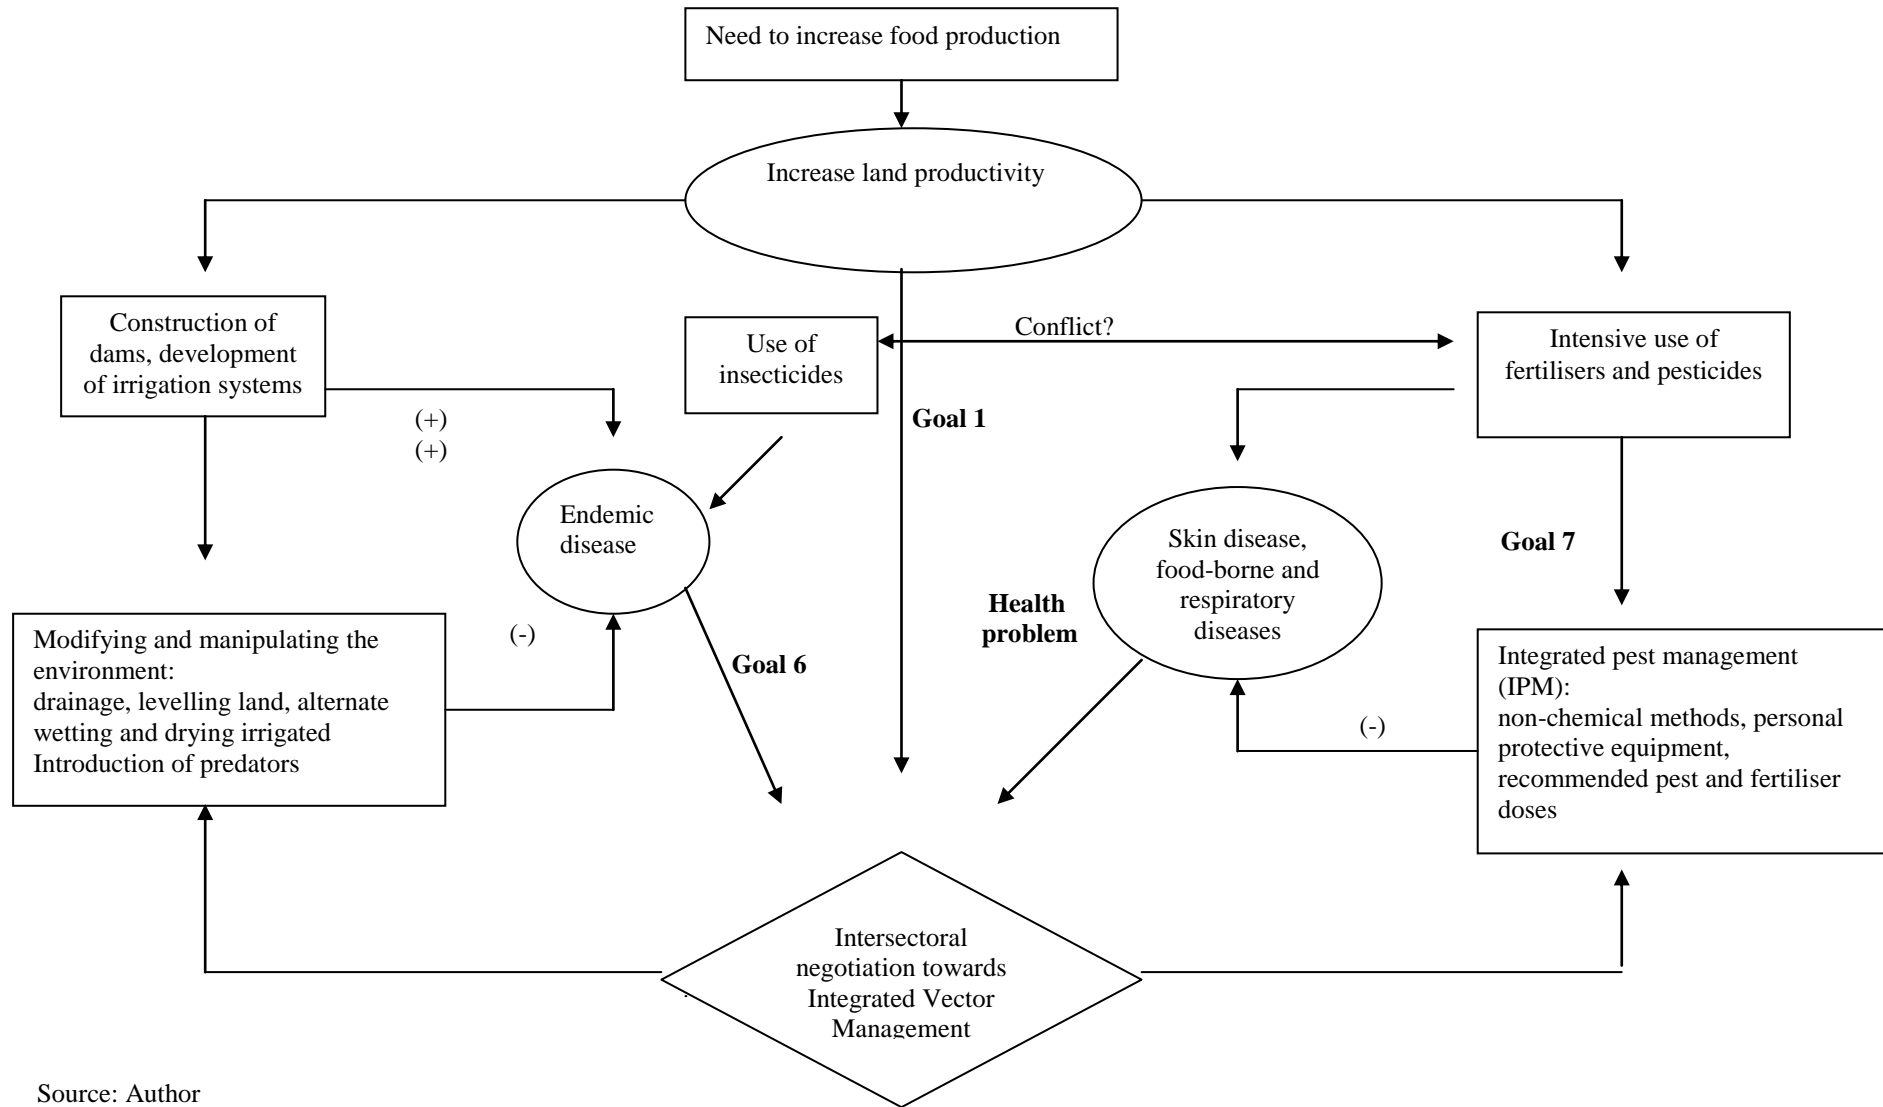 Need to increase food production
Increase land productivity
Construction of
dams, development
of irrigation systems
Use of
insecticides
Conflict?
Intensive use of
fertilisers and pesticides
(+)
(+)
Goal 1
Endemic
disease
Skin disease,
food-borne and
respiratory
diseases
Goal 7
Health
problem
(-)
Goal 6
Modifying and manipulating the
environment:
drainage, levelling land, alternate
wetting and drying irrigated
Introduction of predators
Integrated pest management
(IPM):
non-chemical methods, personal
protective equipment,
recommended pest and fertiliser
doses
(-)
Intersectoral
negotiation towards
Integrated Vector
Management
Source: Author